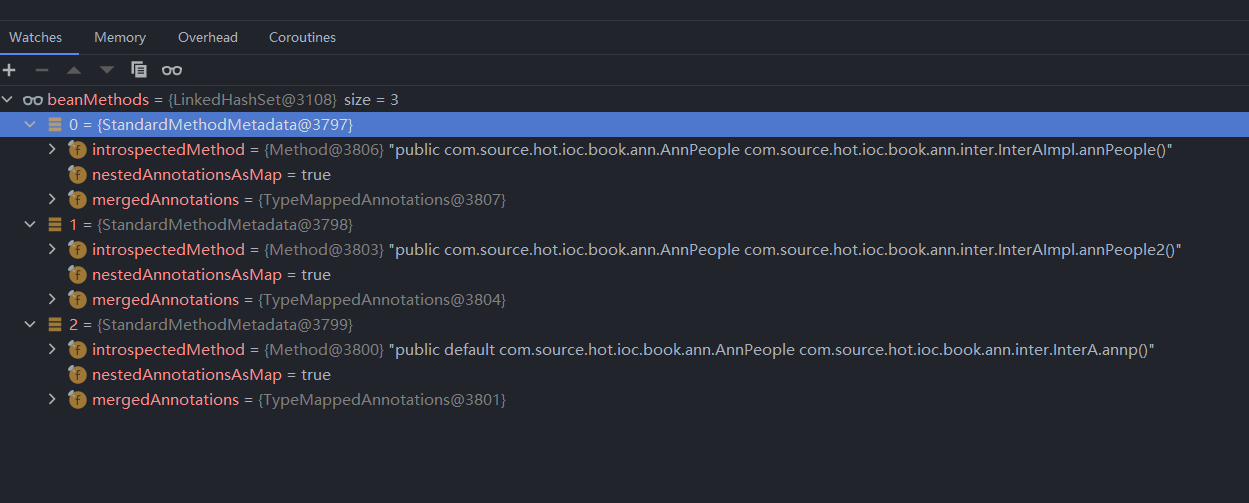 Watches Memory Overhead Coroutines
beanMethods = {LinkedHashSet@3108} size = 3
0 = {StandardMethodMetadata@3797}
introspectedMethod = {Method@3806} "public com.source.hot.ioc.book.ann.AnnPeople com.source.hot.ioc.book.ann.inter.InterAImpl.annPeople()"
nestedAnnotationsAsMap = true
mergedAnnotations = {TypeMappedAnnotations@3807}
1 = {StandardMethodMetadata@3798}
introspectedMethod = {Method@3803} "public com.source.hot.ioc.book.ann.AnnPeople com.source.hot.ioc.book.ann.inter.InterAImpl.annPeople2()"
nestedAnnotationsAsMap = true
mergedAnnotations = {TypeMappedAnnotations@3804}
2 = {StandardMethodMetadata@3799}
introspectedMethod = {Method@3800} "public default com.source.hot.ioc.book.ann.AnnPeople com.source.hot.ioc.book.ann.inter.InterA.annp()"
nestedAnnotationsAsMap = true
mergedAnnotations = {TypeMappedAnnotations@3801}